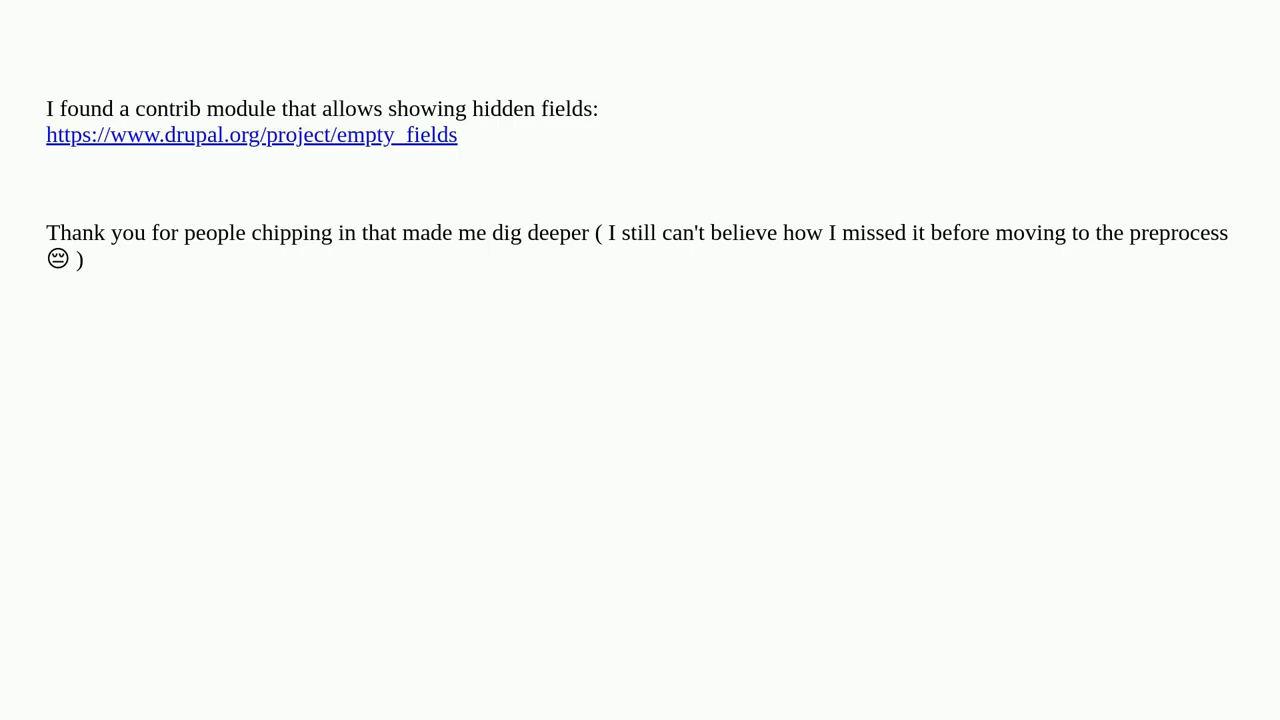 I found a contrib module that allows showing hidden fields:
https://www.drupal.org/project/empty_fields
Thank you for people chipping in that made me dig deeper ( I still can't believe how I missed it before moving to the preprocess
😔 )